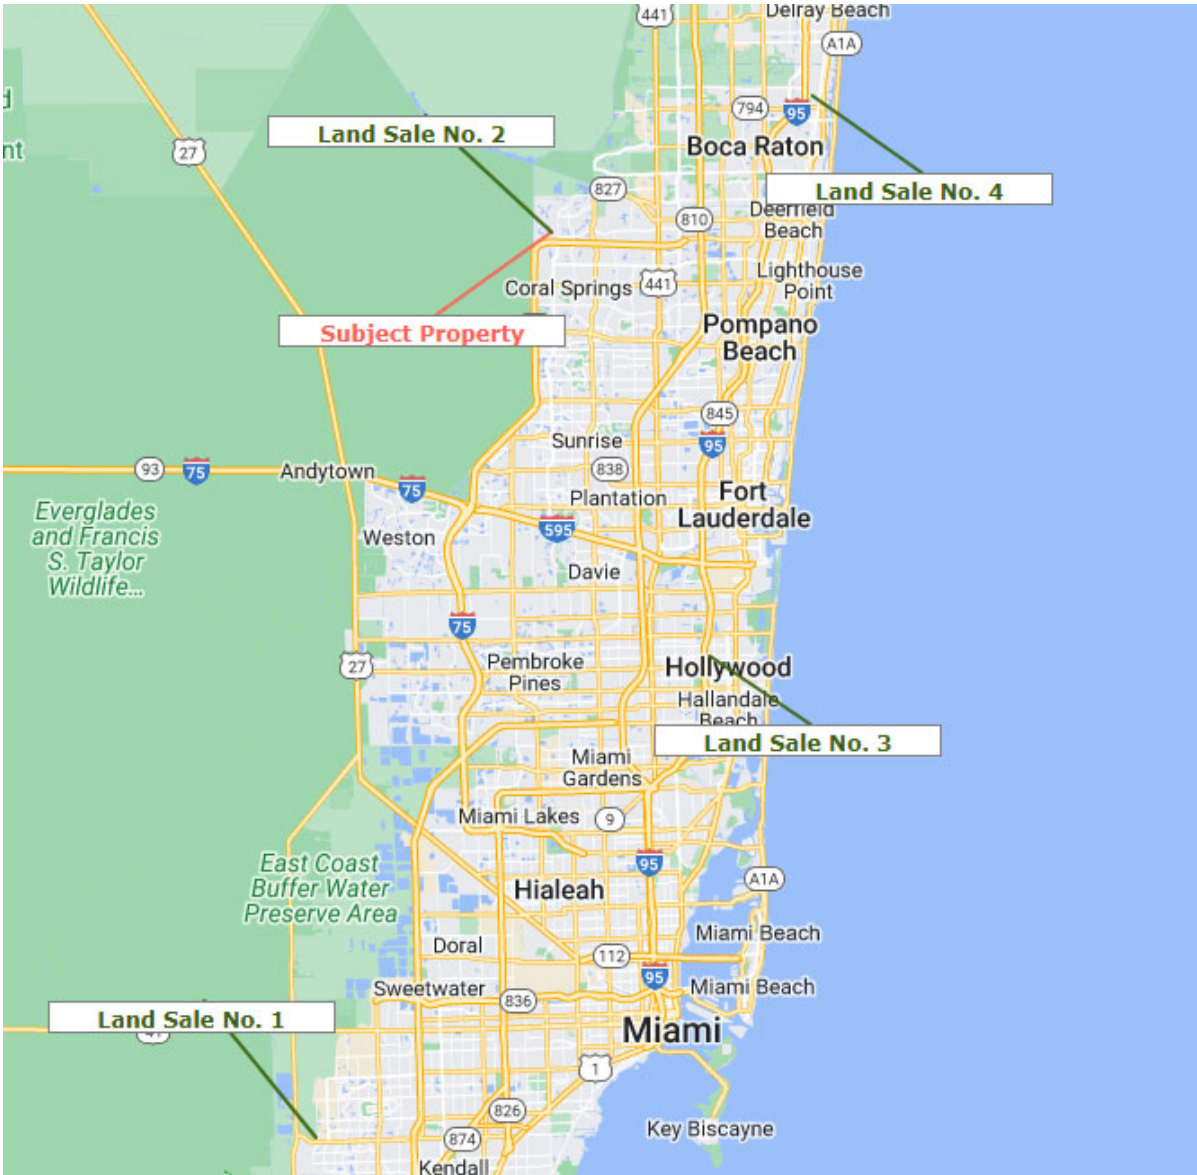 441
Delray Beach
A1A
d
nt
27
Land Sale No. 2
794
95
Boca Raton
827
Land Sale No. 4
810
Deerfield
Beach
Coral Springs
441
Lighthouse
Point
Subject Property
Pompano
Beach
845
95
Sunrise
838
93
75
Andytown
75
Plantation
Fort
Lauderdale
Everglades
and Francis
S. Taylor
Wildlife...
Weston
595
Davie
75
27
Pembroke
Pines
Hollywood
Hallandale
Beach
Land Sale No. 3
Miami
Gardens
Miami Lakes
9
95
East Coast
Buffer Water
Preserve Area
Hialeah
A1A
Doral
Miami Beach
112
95
Sweetwater
836
Miami Beach
Land Sale No. 1
41
Miami
1
826
874
Key Biscayne
Kendall